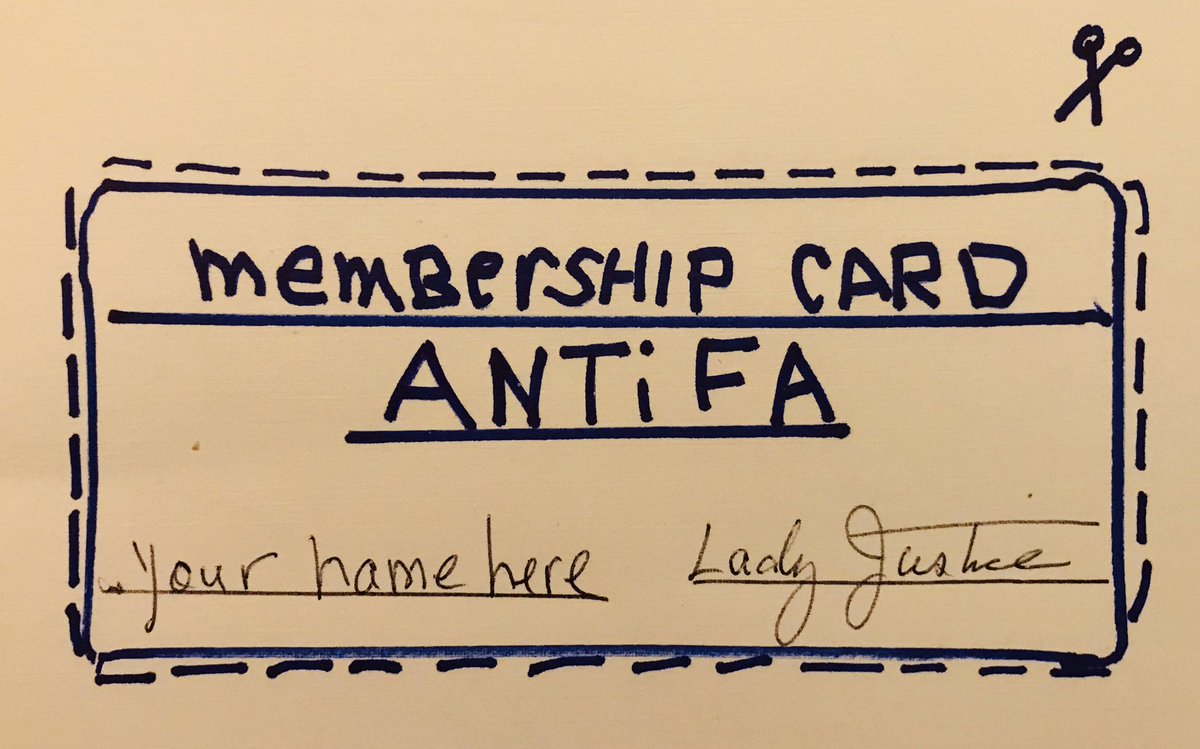 memBerSHIP CARD
ANTiFA
your name here Lady Justice